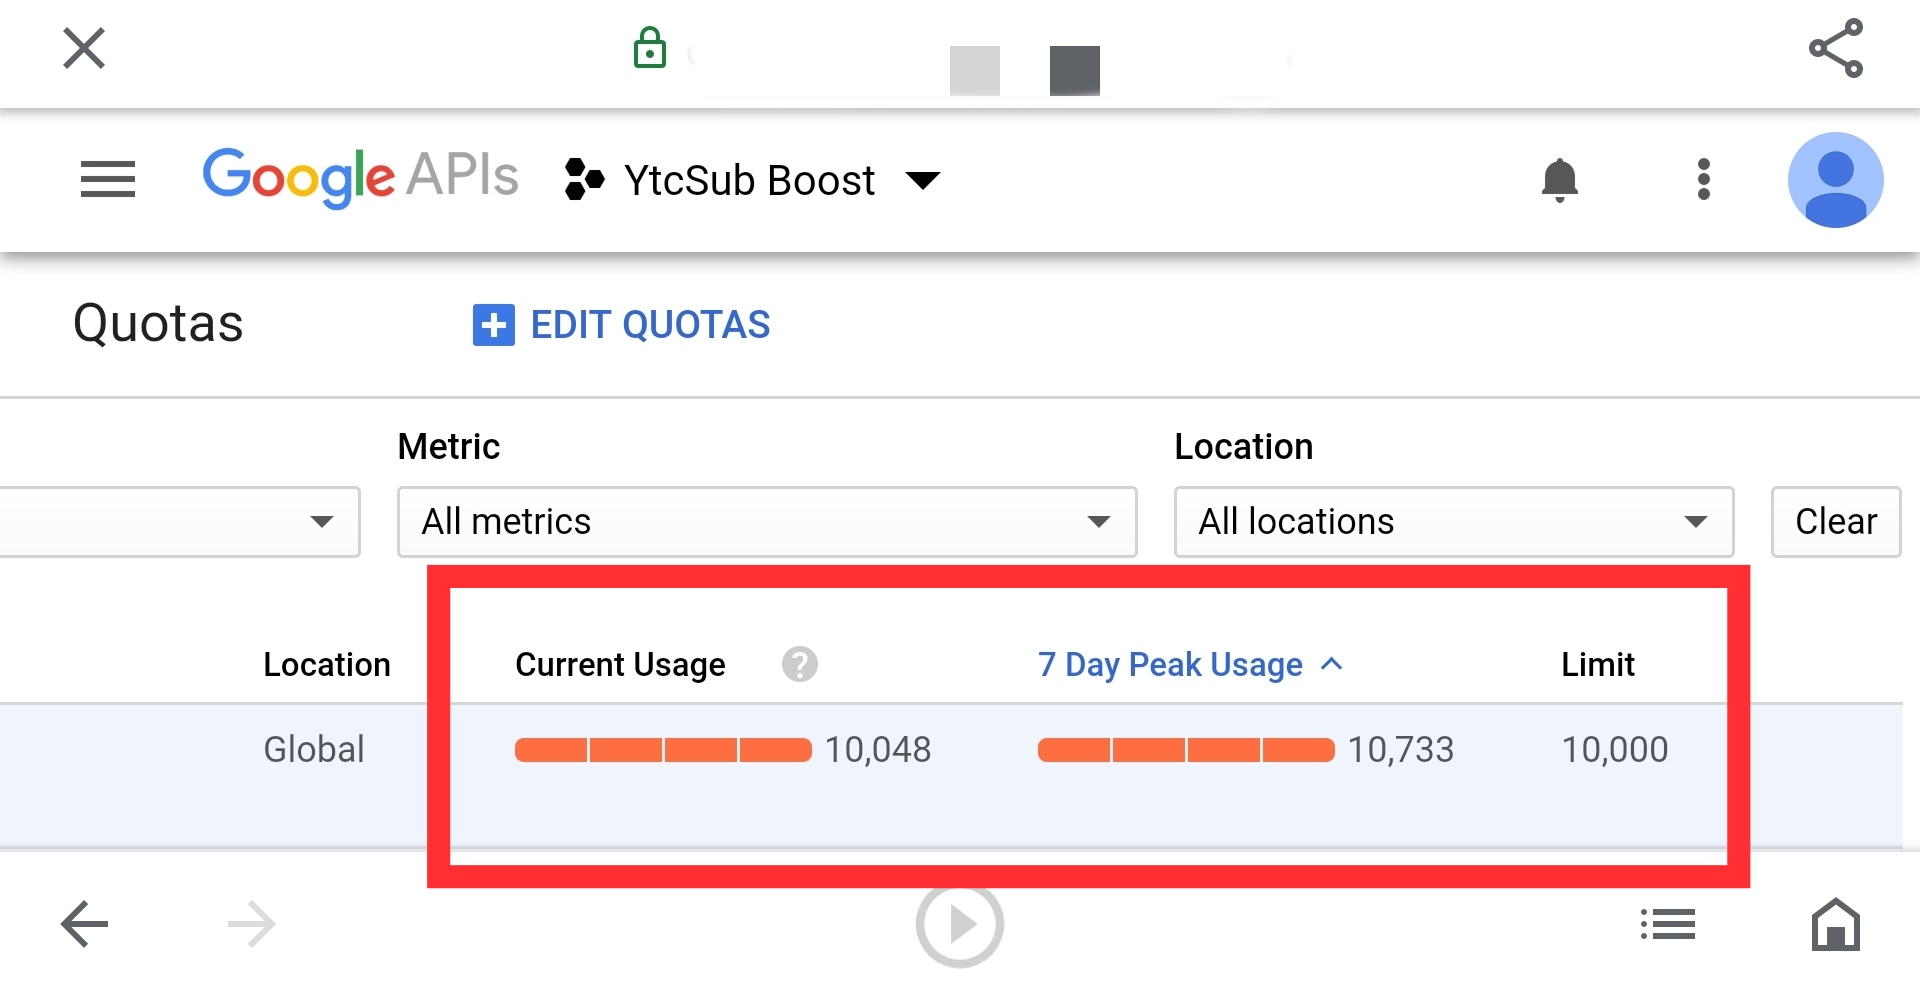 Google APIs YtcSub Boost
Quotas EDIT QUOTAS
Metric Location
All metrics All locations Clear
Location Current Usage ? 7 Day Peak Usage Limit
Global 10,048 10,733 10,000